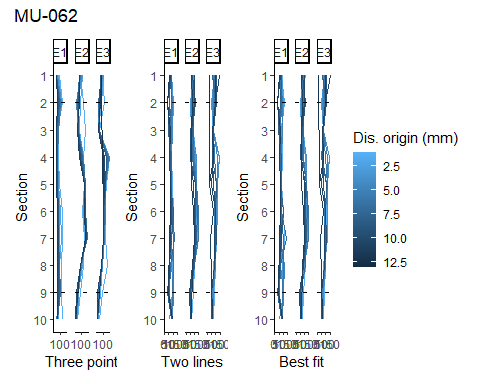 MU-062
E1 E2 E3 E1 E2 E3 E1 E2 E3
1 1 1
2 2 2
3 3 3
4 4 4
5 5 5
6 6 6
7 7 7
8 8 8
9 9 9
10 10 10
Section Section Section
100 100 100
Three point Two lines Best fit
Dis. origin (mm)
2.5
5.0
7.5
10.0
12.5